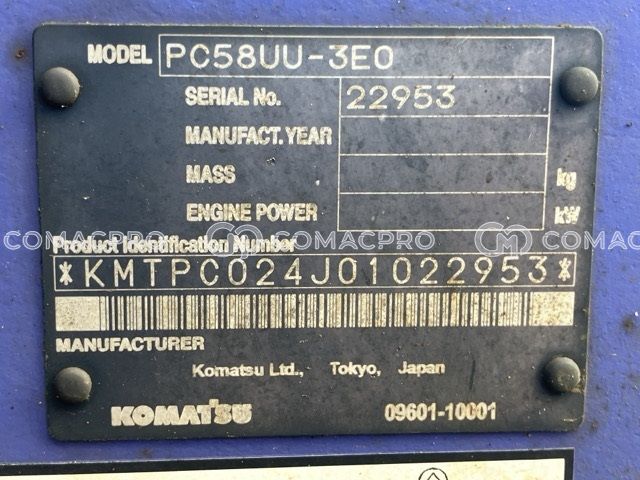 MODEL PC58UU-3E0
SERIAL No. 22953
MANUFACT. YEAR
MASS kg
ENGINE POWER kW
COMACPRO COMACPRO COMACPRO
Product Identification Number
*KMTPC024J01022953*
MANUFACTURER
Komatsu Ltd., Tokyo, Japan
KOMATSU 09601-10001